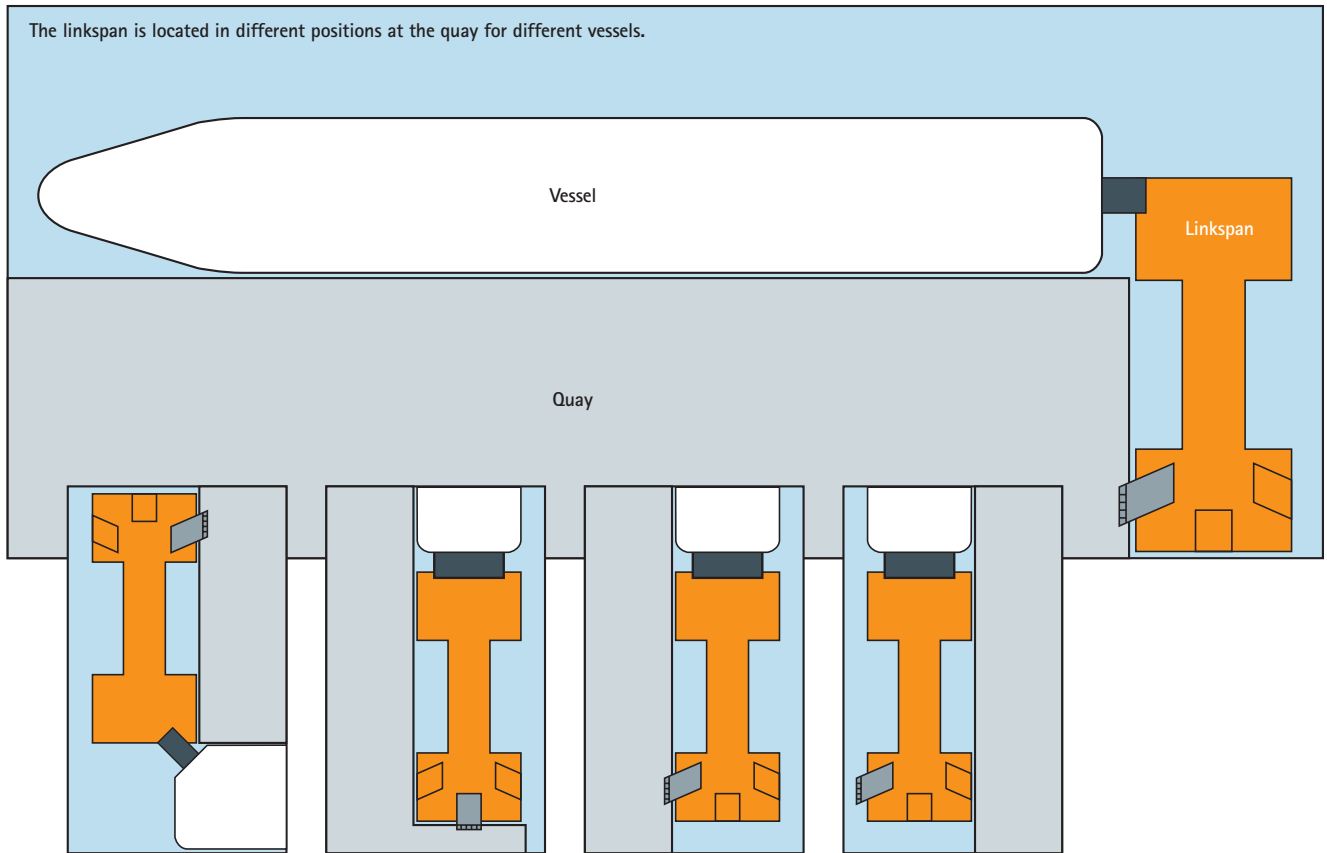 The linkspan is located in different positions at the quay for different vessels.
Vessel
Linkspan
Quay